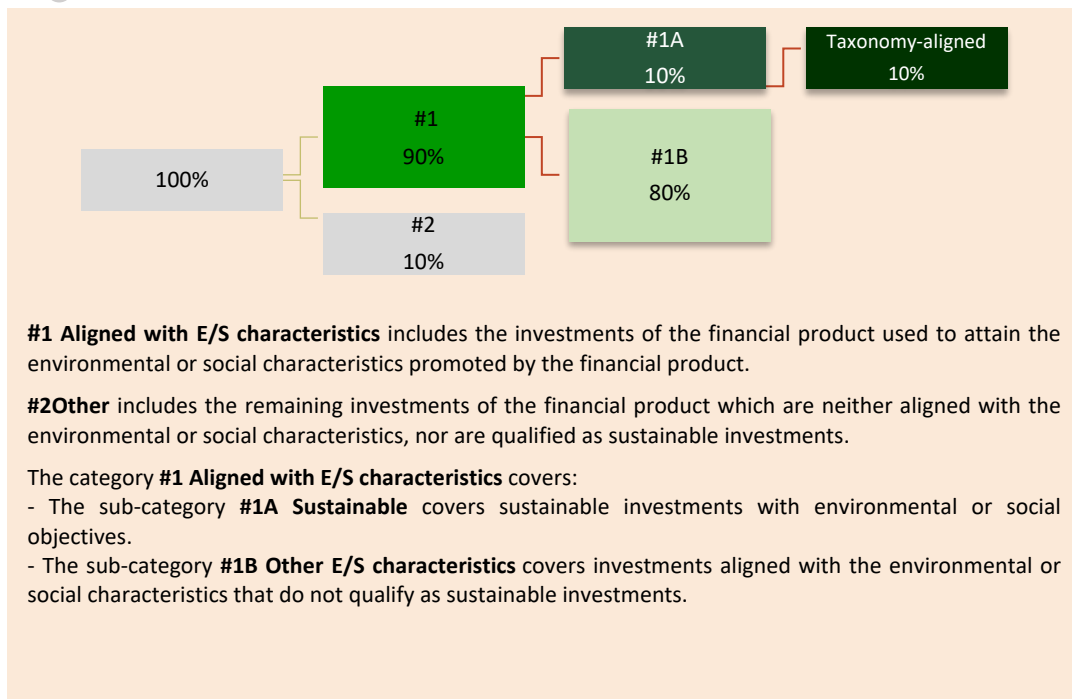 #1A
10%
Taxonomy-aligned
10%
#1
90%
#1B
80%
100%
#2
10%
#1 Aligned with E/S characteristics includes the investments of the financial product used to attain the
environmental or social characteristics promoted by the financial product.
#2Other includes the remaining investments of the financial product which are neither aligned with the
environmental or social characteristics, nor are qualified as sustainable investments.
The category #1 Aligned with E/S characteristics covers:
- The sub-category #1A Sustainable covers sustainable investments with environmental or social
objectives.
- The sub-category #1B Other E/S characteristics covers investments aligned with the environmental or
social characteristics that do not qualify as sustainable investments.